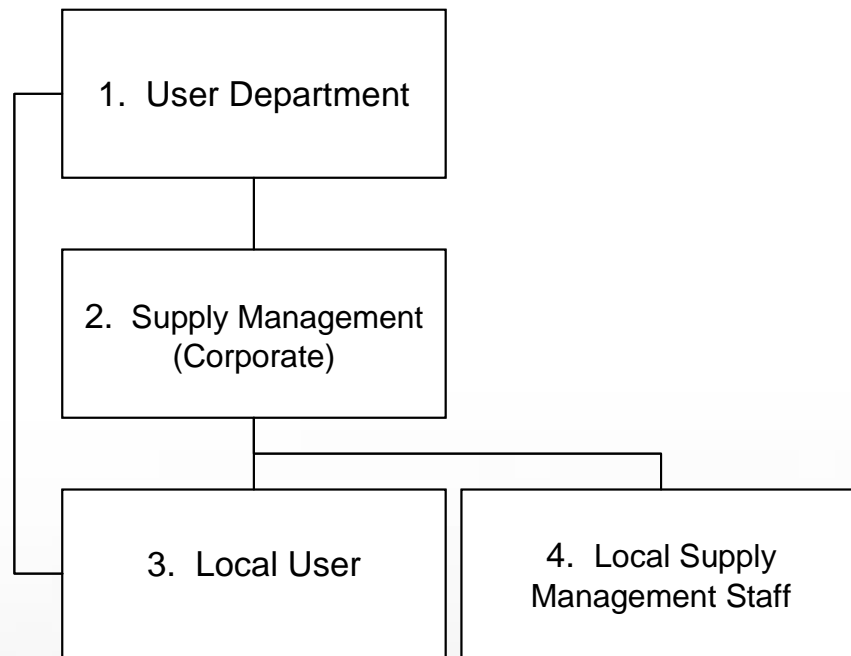 1. User Department
2. Supply Management
(Corporate)
3. Local User
4. Local Supply
Management Staff